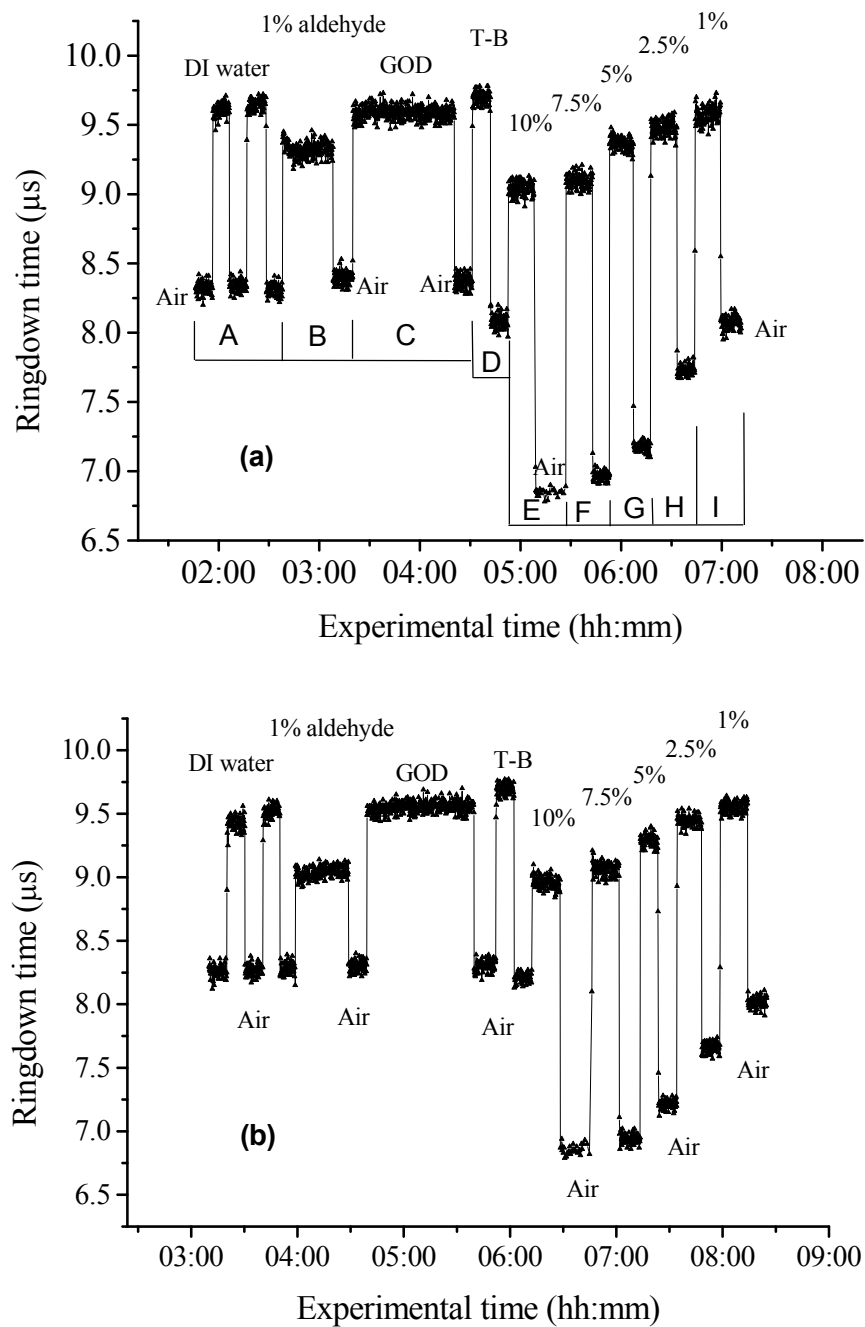 1%
1% aldehyde
T-B
2.5%
10.0
DI water
GOD
5%
7.5%
10%
9.5
9.0
8.5
Air
Air
Air
Air
8.0
A
B
C
D
7.5
(a)
7.0
Air
E
F
G
H
I
6.5
02:00 03:00 04:00 05:00 06:00 07:00 08:00
Experimental time (hh:mm)
Ringdown time (μs)
1%
1% aldehyde
2.5%
10.0
DI water
GOD
T-B
5%
7.5%
10%
9.5
9.0
8.5
8.0
Air
Air
Air
7.5
Air
7.0
(b)
Air
Air
6.5
03:00 04:00 05:00 06:00 07:00 08:00 09:00
Experimental time (hh:mm)
Ringdown time (μs)